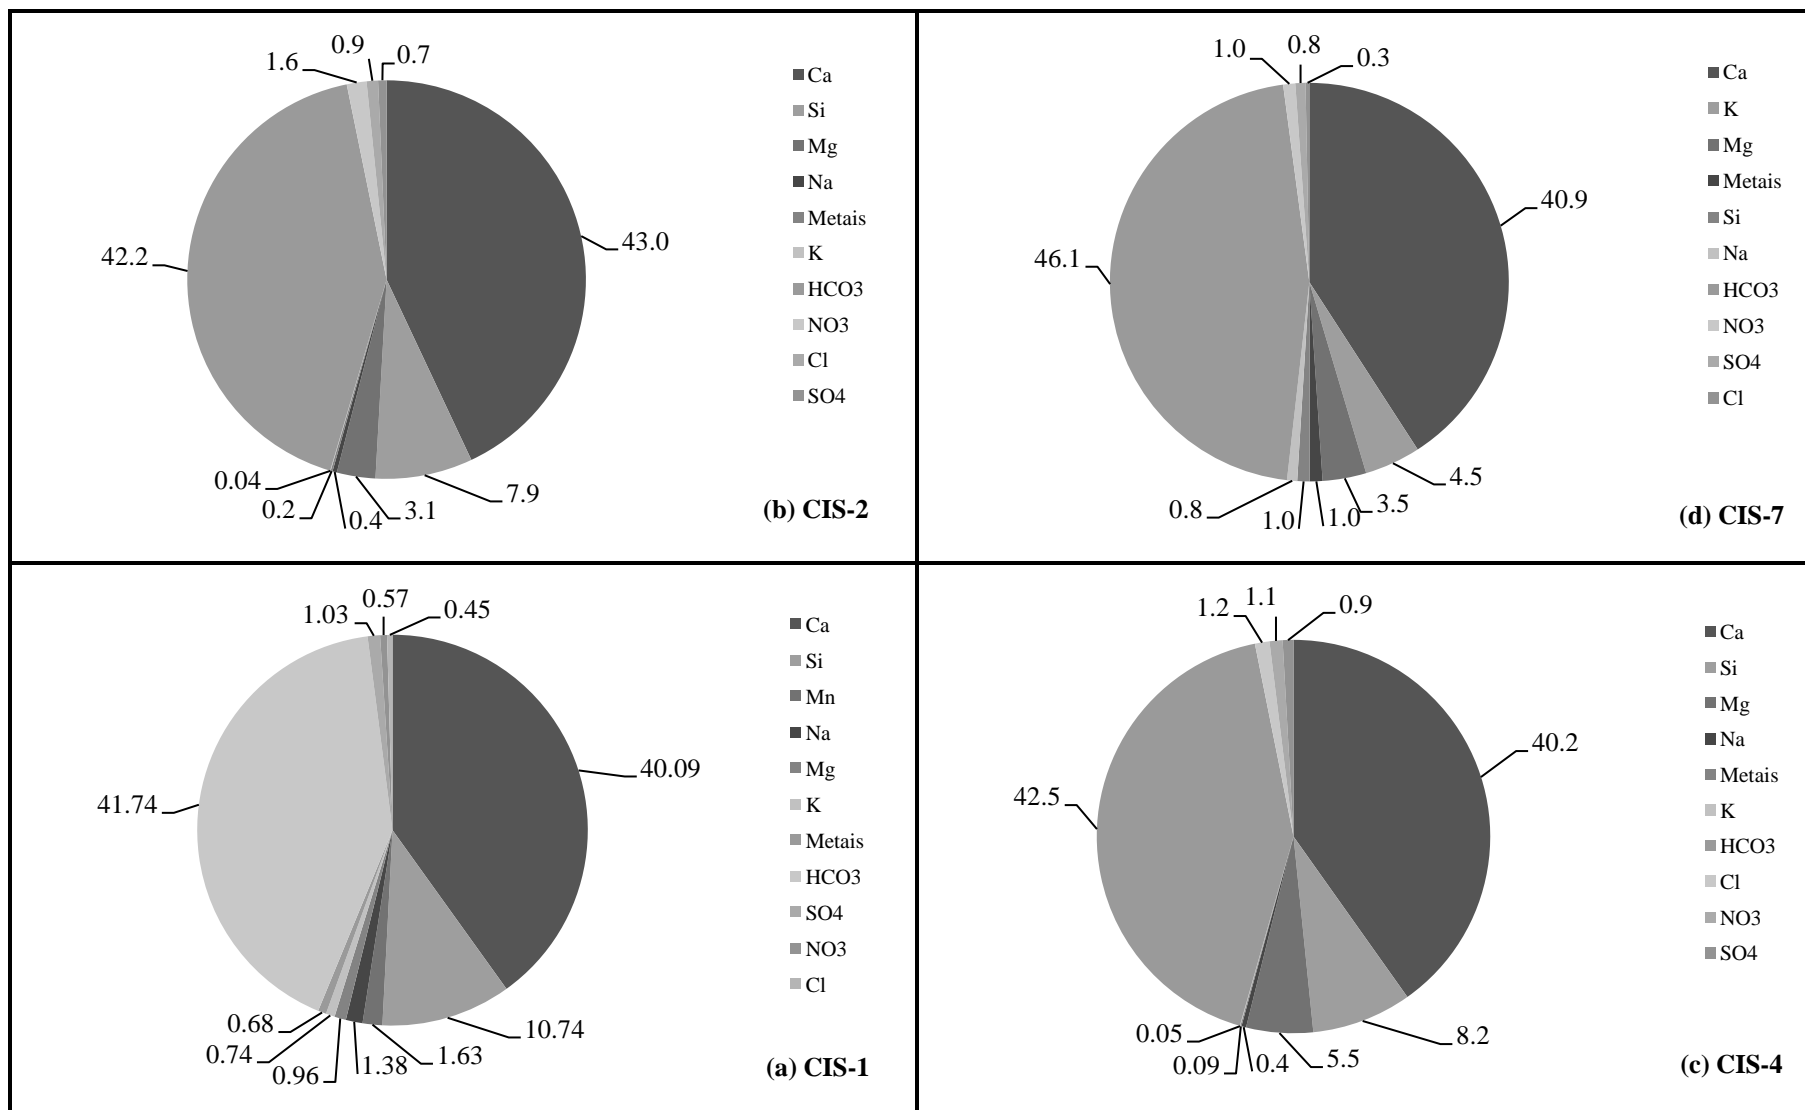 1.6
0.9
0.7
42.2
43.0
0.04
0.2
0.4
3.1
7.9
Ca
Si
Mg
Na
Metais
K
HCO3
NO3
Cl
SO4
(b) CIS-2
1.0
0.8
0.3
46.1
40.9
0.8
1.0
1.0
3.5
4.5
Ca
K
Mg
Metais
Si
Na
HCO3
NO3
SO4
Cl
(d) CIS-7
1.03
0.57
0.45
41.74
40.09
0.68
0.74
0.96
1.38
1.63
10.74
Ca
Si
Mn
Na
Mg
K
Metais
HCO3
SO4
NO3
Cl
(a) CIS-1
1.2
1.1
0.9
42.5
40.2
0.05
0.09
0.4
5.5
8.2
Ca
Si
Mg
Na
Metais
K
HCO3
Cl
NO3
SO4
(c) CIS-4